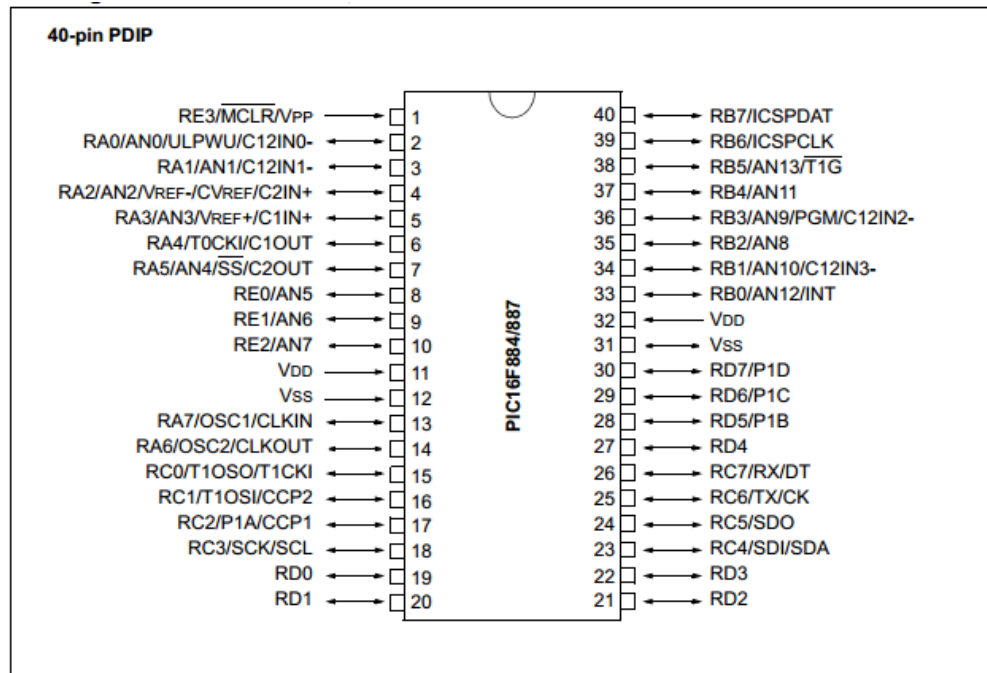 40-pin PDIP
RE3/MCLR/VPP 1
RA0/AN0/ULPWU/C12IN0- 2
RA1/AN1/C12IN1- 3
RA2/AN2/VREF-/CVREF/C2IN+ 4
RA3/AN3/VREF+/C1IN+ 5
RA4/T0CKI/C1OUT 6
RA5/AN4/SS/C2OUT 7
RE0/AN5 8
RE1/AN6 9
RE2/AN7 10
VDD 11
VSS 12
RA7/OSC1/CLKIN 13
RA6/OSC2/CLKOUT 14
RC0/T1OSO/T1CKI 15
RC1/T1OSI/CCP2 16
RC2/P1A/CCP1 17
RC3/SCK/SCL 18
RD0 19
RD1 20
PIC16F884/887
40 RB7/ICSPDAT
39 RB6/ICSPCLK
38 RB5/AN13/T1G
37 RB4/AN11
36 RB3/AN9/PGM/C12IN2-
35 RB2/AN8
34 RB1/AN10/C12IN3-
33 RB0/AN12/INT
32 VDD
31 VSS
30 RD7/P1D
29 RD6/P1C
28 RD5/P1B
27 RD4
26 RC7/RX/DT
25 RC6/TX/CK
24 RC5/SDO
23 RC4/SDI/SDA
22 RD3
21 RD2